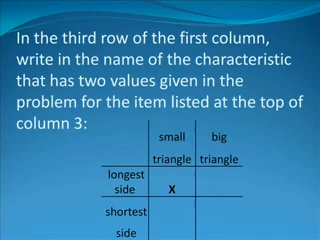 In the third row of the first column,
write in the name of the characteristic
that has two values given in the
problem for the item listed at the top of
column 3:
small big
triangle triangle
longest
side X
shortest
side